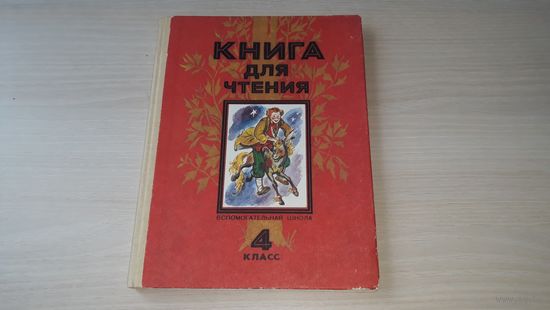 КНИГА
ДЛЯ
ЧТЕНИЯ
ВСПОМОГАТЕЛЬНАЯ ШКОЛА
4
КЛАСС